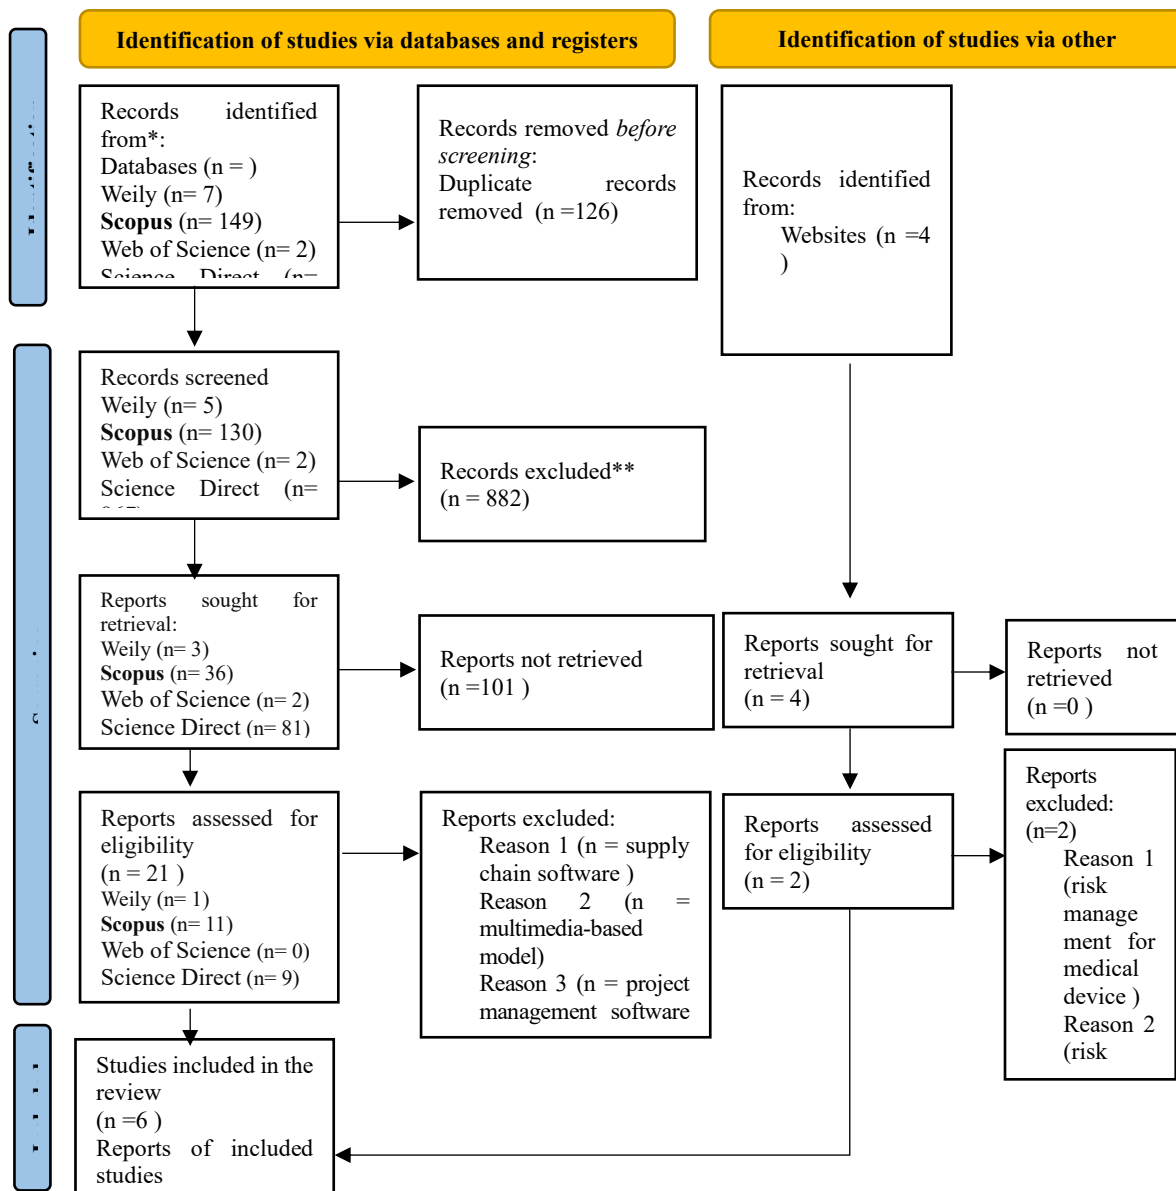 Identification of studies via databases and registers
Identification of studies via other
Records identified
from*:
Databases (n = )
Weily (n= 7)
Scopus (n= 149)
Web of Science (n= 2)
Science Direct (n=
Records removed before
screening:
Duplicate records
removed (n =126)
Records identified
from:
Websites (n =4
)
Records screened
Weily (n= 5)
Scopus (n= 130)
Web of Science (n= 2)
Science Direct (n=
Records excluded**
(n = 882)
Reports sought for
retrieval:
Weily (n= 3)
Scopus (n= 36)
Web of Science (n= 2)
Science Direct (n= 81)
Reports not retrieved
(n =101 )
Reports sought for
retrieval
(n = 4)
Reports not
retrieved
(n =0 )
Reports assessed for
eligibility
(n = 21 )
Weily (n= 1)
Scopus (n= 11)
Web of Science (n= 0)
Science Direct (n= 9)
Reports excluded:
Reason 1 (n = supply
chain software )
Reason 2 (n =
multimedia-based
model)
Reason 3 (n = project
management software
Reports assessed
for eligibility
(n = 2)
Reports
excluded:
(n=2)
Reason 1
(risk
manage
ment for
medical
device )
Reason 2
(risk
Studies included in the
review
(n =6 )
Reports of included
studies